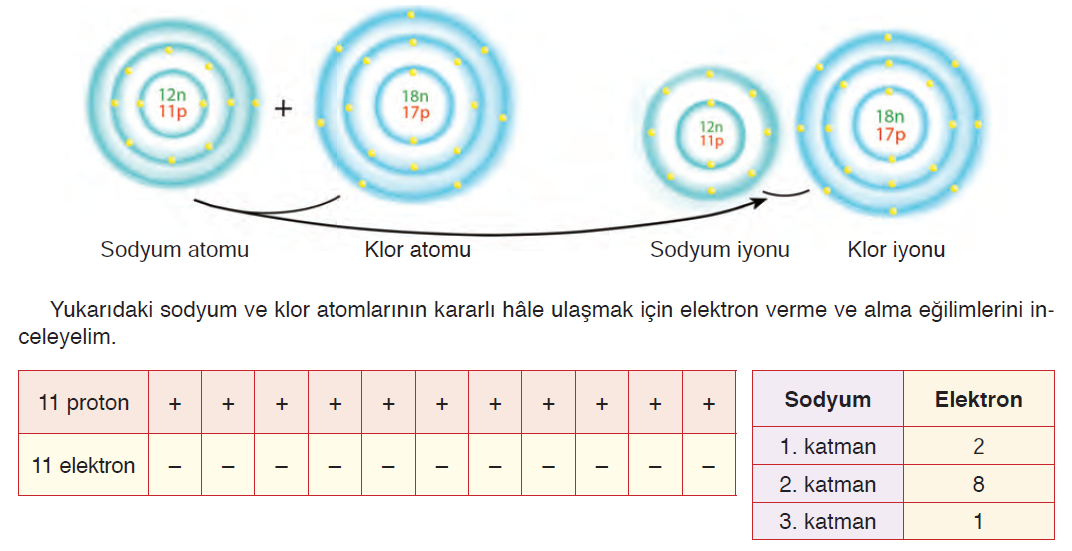 12n
11p
+
18n
17p
12n
11p
18n
17p
Sodyum atomu
Klor atomu
Sodyum iyonu
Klor iyonu
Yukarıdaki sodyum ve klor atomlarının kararlı hâle ulaşmak için elektron verme ve alma eğilimlerini in-
celeyelim.
11 proton + + + + + + + + + + +
11 elektron – – – – – – – – – – –
Sodyum Elektron
1. katman 2
2. katman 8
3. katman 1